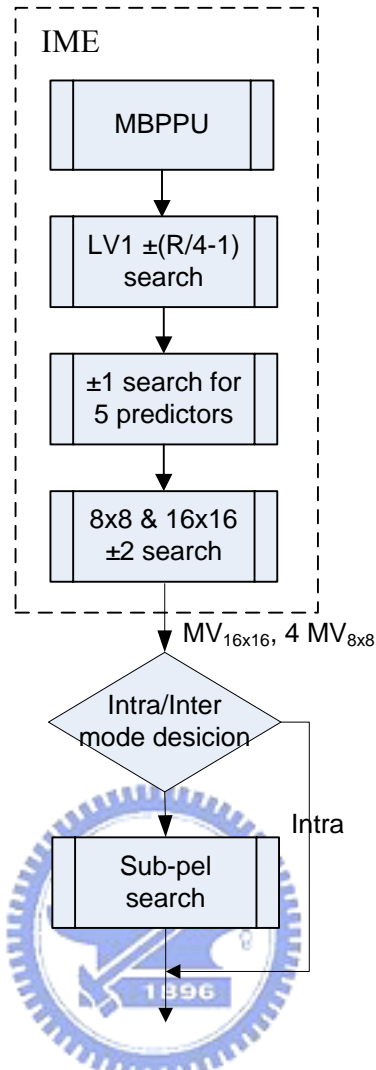 IME
MBPPU
LV1 ±(R/4-1)
search
±1 search for
5 predictors
8x8 & 16x16
±2 search
MV16x16, 4 MV8x8
Intra/Inter
mode desicion
Intra
Sub-pel
search
1896